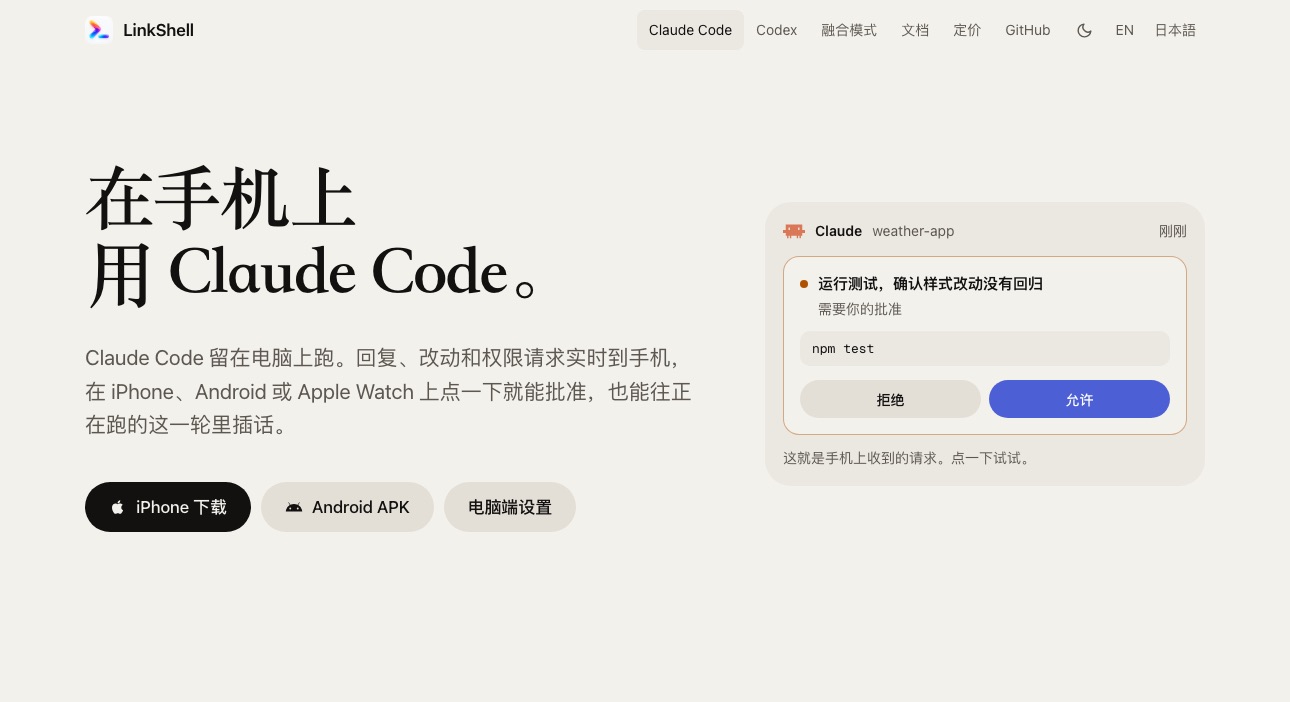 LinkShell
Claude Code
Codex
融合模式
文档
定价
GitHub
EN
日本語
在手机上
用 Claude Code。
Claude Code 留在电脑上跑。回复、改动和权限请求实时到手机，
在 iPhone、Android 或 Apple Watch 上点一下就能批准，也能往正
在跑的这一轮里插话。
iPhone 下载
Android APK
电脑端设置
Claude weather-app
刚刚
运行测试，确认样式改动没有回归
需要你的批准
npm test
拒绝
允许
这就是手机上收到的请求。点一下试试。